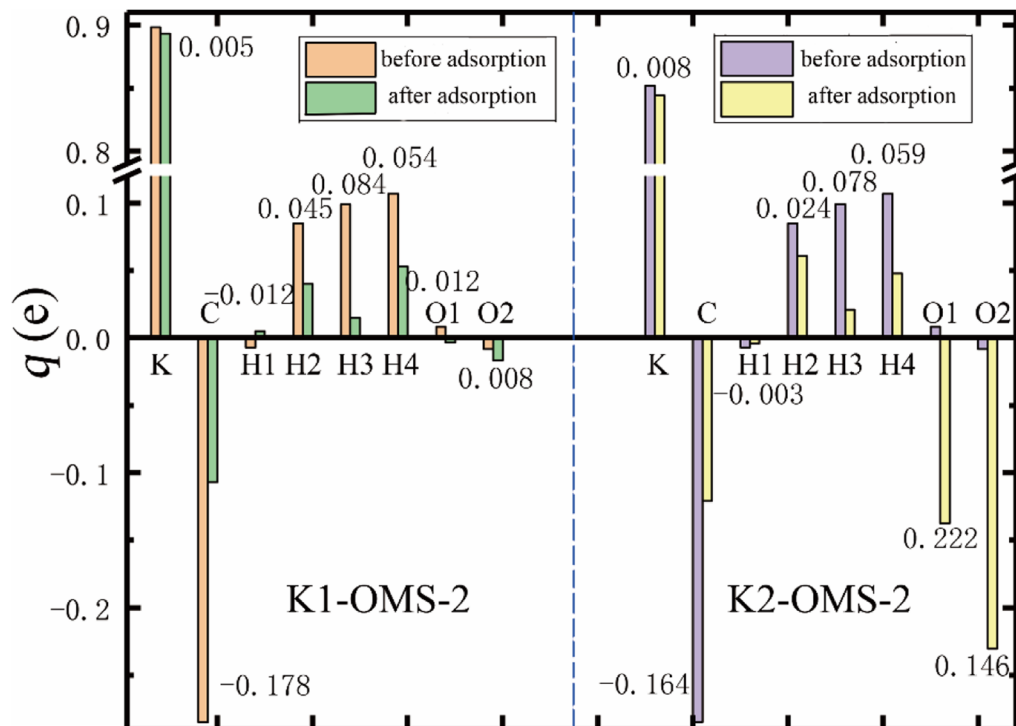 q (e)
0.9
0.8
0.1
0.0
-0.1
-0.2
before adsorption
after adsorption
0.005
-0.178
-0.012
0.045
0.084
0.054
0.012
0.008
K
C
H1
H2
H3
H4
O1
O2
K1-OMS-2
before adsorption
after adsorption
0.008
-0.164
-0.003
0.024
0.078
0.059
0.222
0.146
K
C
H1
H2
H3
H4
O1
O2
K2-OMS-2